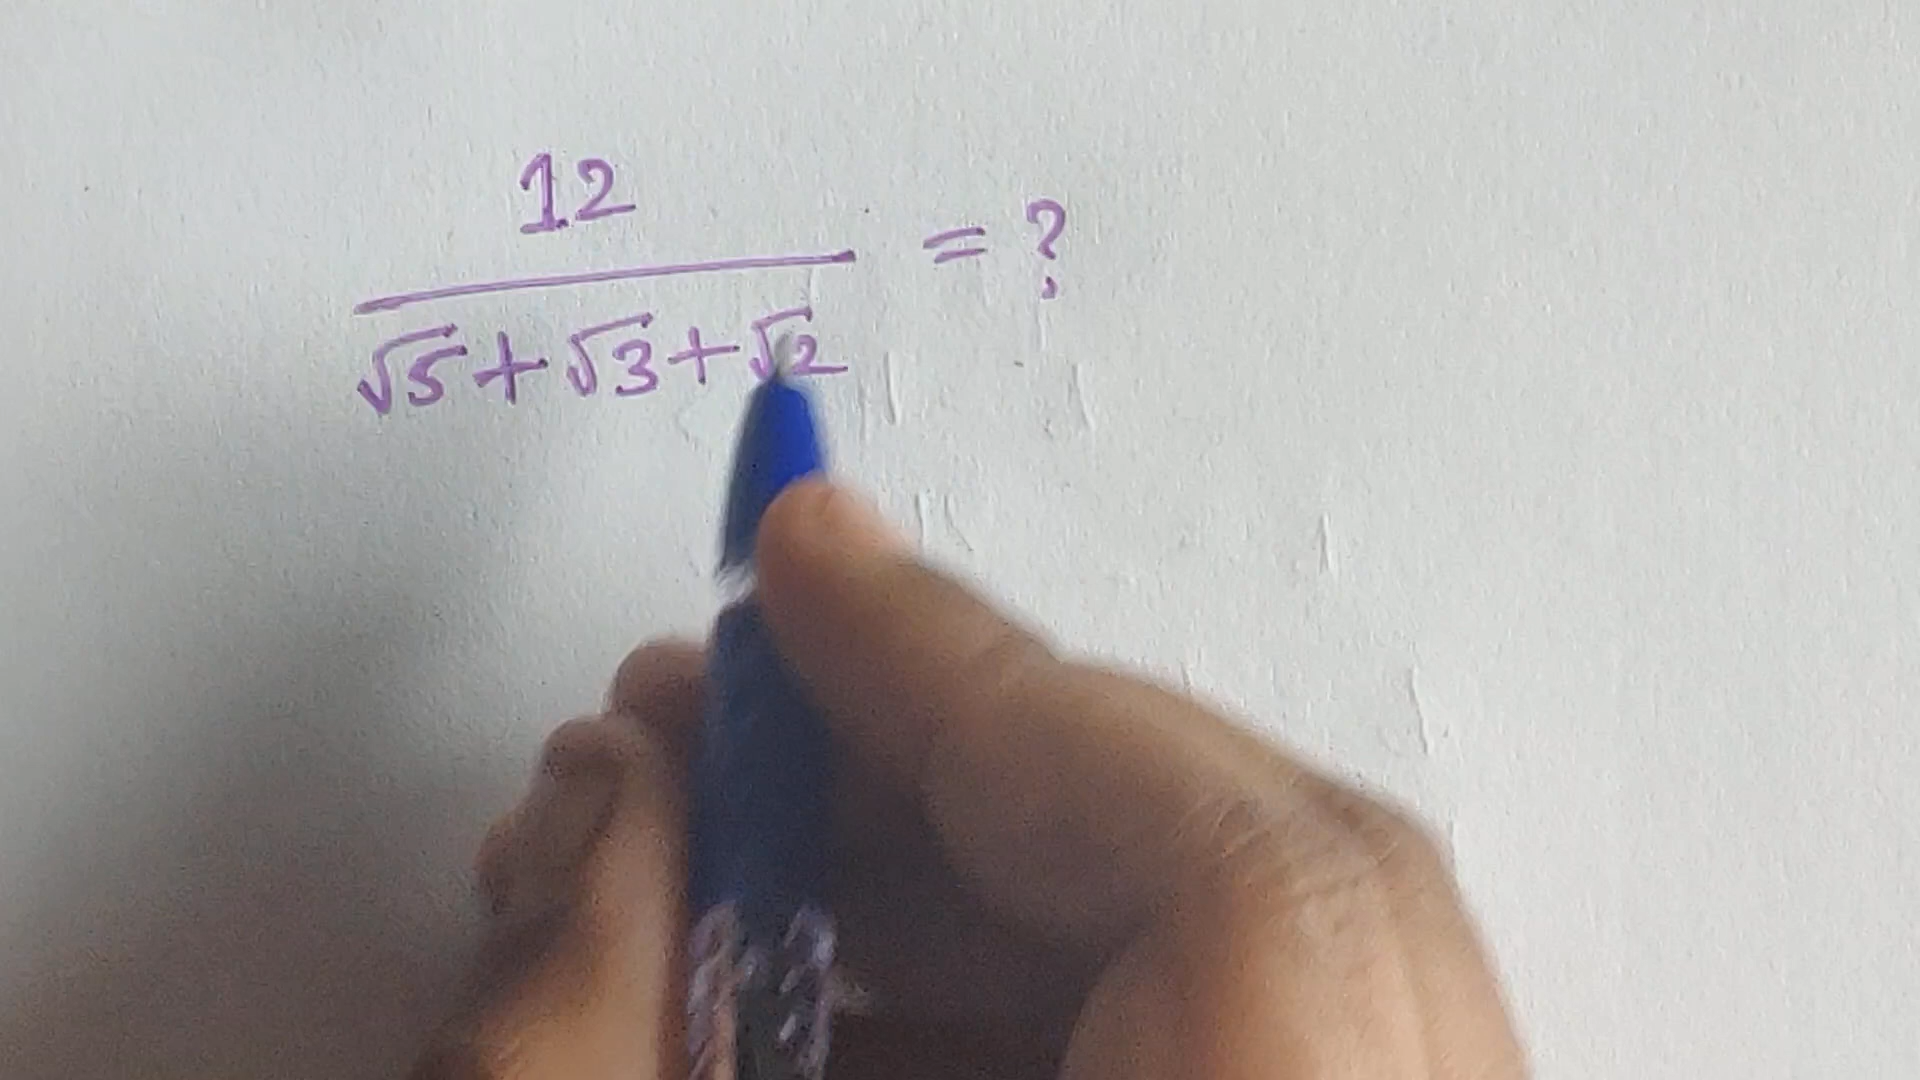 12
———— = ?
√5+√3+√2